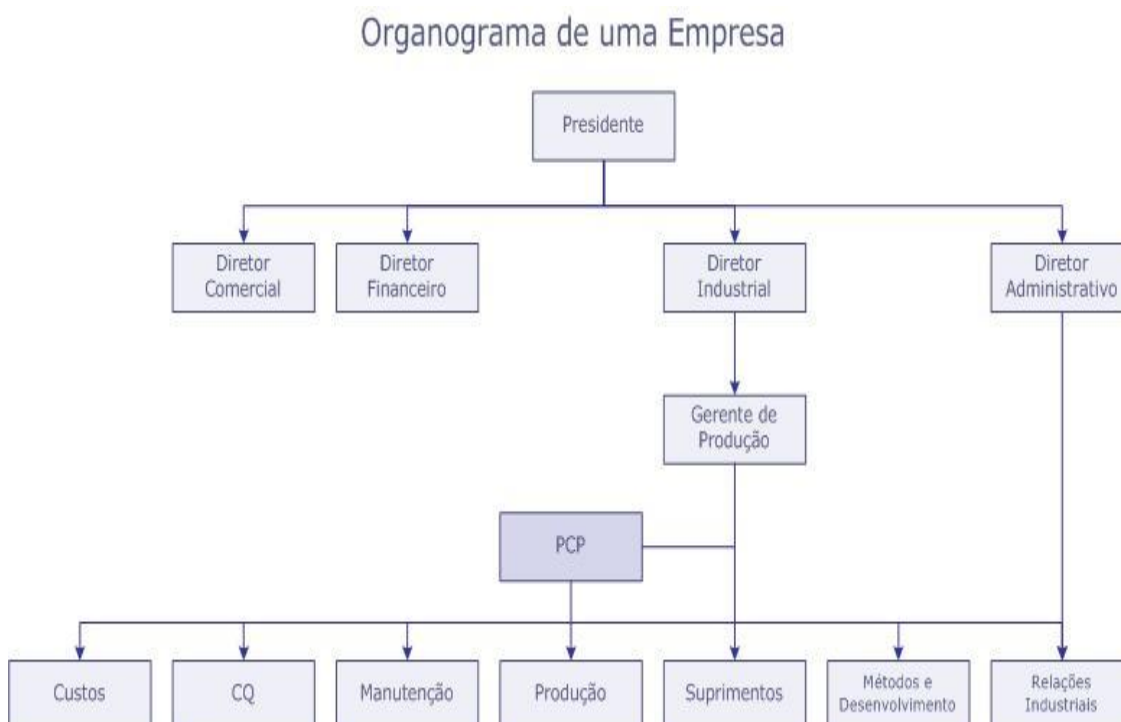 Organograma de uma Empresa
Presidente
Diretor
Comercial
Diretor
Financeiro
Diretor
Industrial
Diretor
Administrativo
Gerente de
Produção
PCP
Custos
CQ
Manutenção
Produção
Suprimentos
Métodos e
Desenvolvimento
Relações
Industriais